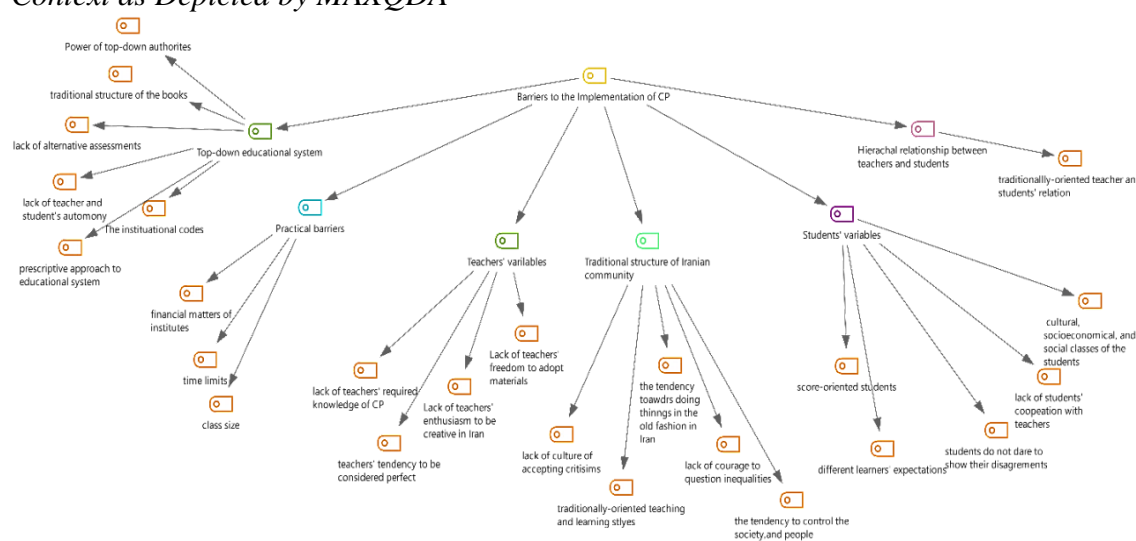 Context as Depicted by MAXQDA
Power of top-down authorites
traditional structure of the books
lack of alternative assessments
Top-down educational system
lack of teacher and
student's automomy
The instituational codes
prescriptive approach to
educational system
Barriers to the Implementation of CP
Hierachal relationship between
teachers and students
traditionallly-oriented teacher an
students' relation
Practical barriers
financial matters of
institutes
time limits
class size
Teachers' varilables
lack of teachers' required
knowledge of CP
teachers' tendency to be
considered perfect
Lack of teachers'
enthusiasm to be
creative in Iran
Lack of teachers'
freedom to adopt
materials
Traditional structure of Iranian
community
lack of culture of
accepting critisims
traditionally-oriented teaching
and learning stlyes
the tendency
toawdrs doing
thinngs in the
old fashion in
Iran
lack of courage to
question inequalities
the tendency to control the
society,and people
Students' variables
score-oriented students
different learners' expectations
students do not dare to
show their disagrements
lack of students'
coopeation with
teachers
cultural,
socioeconomical, and
social classes of the
students